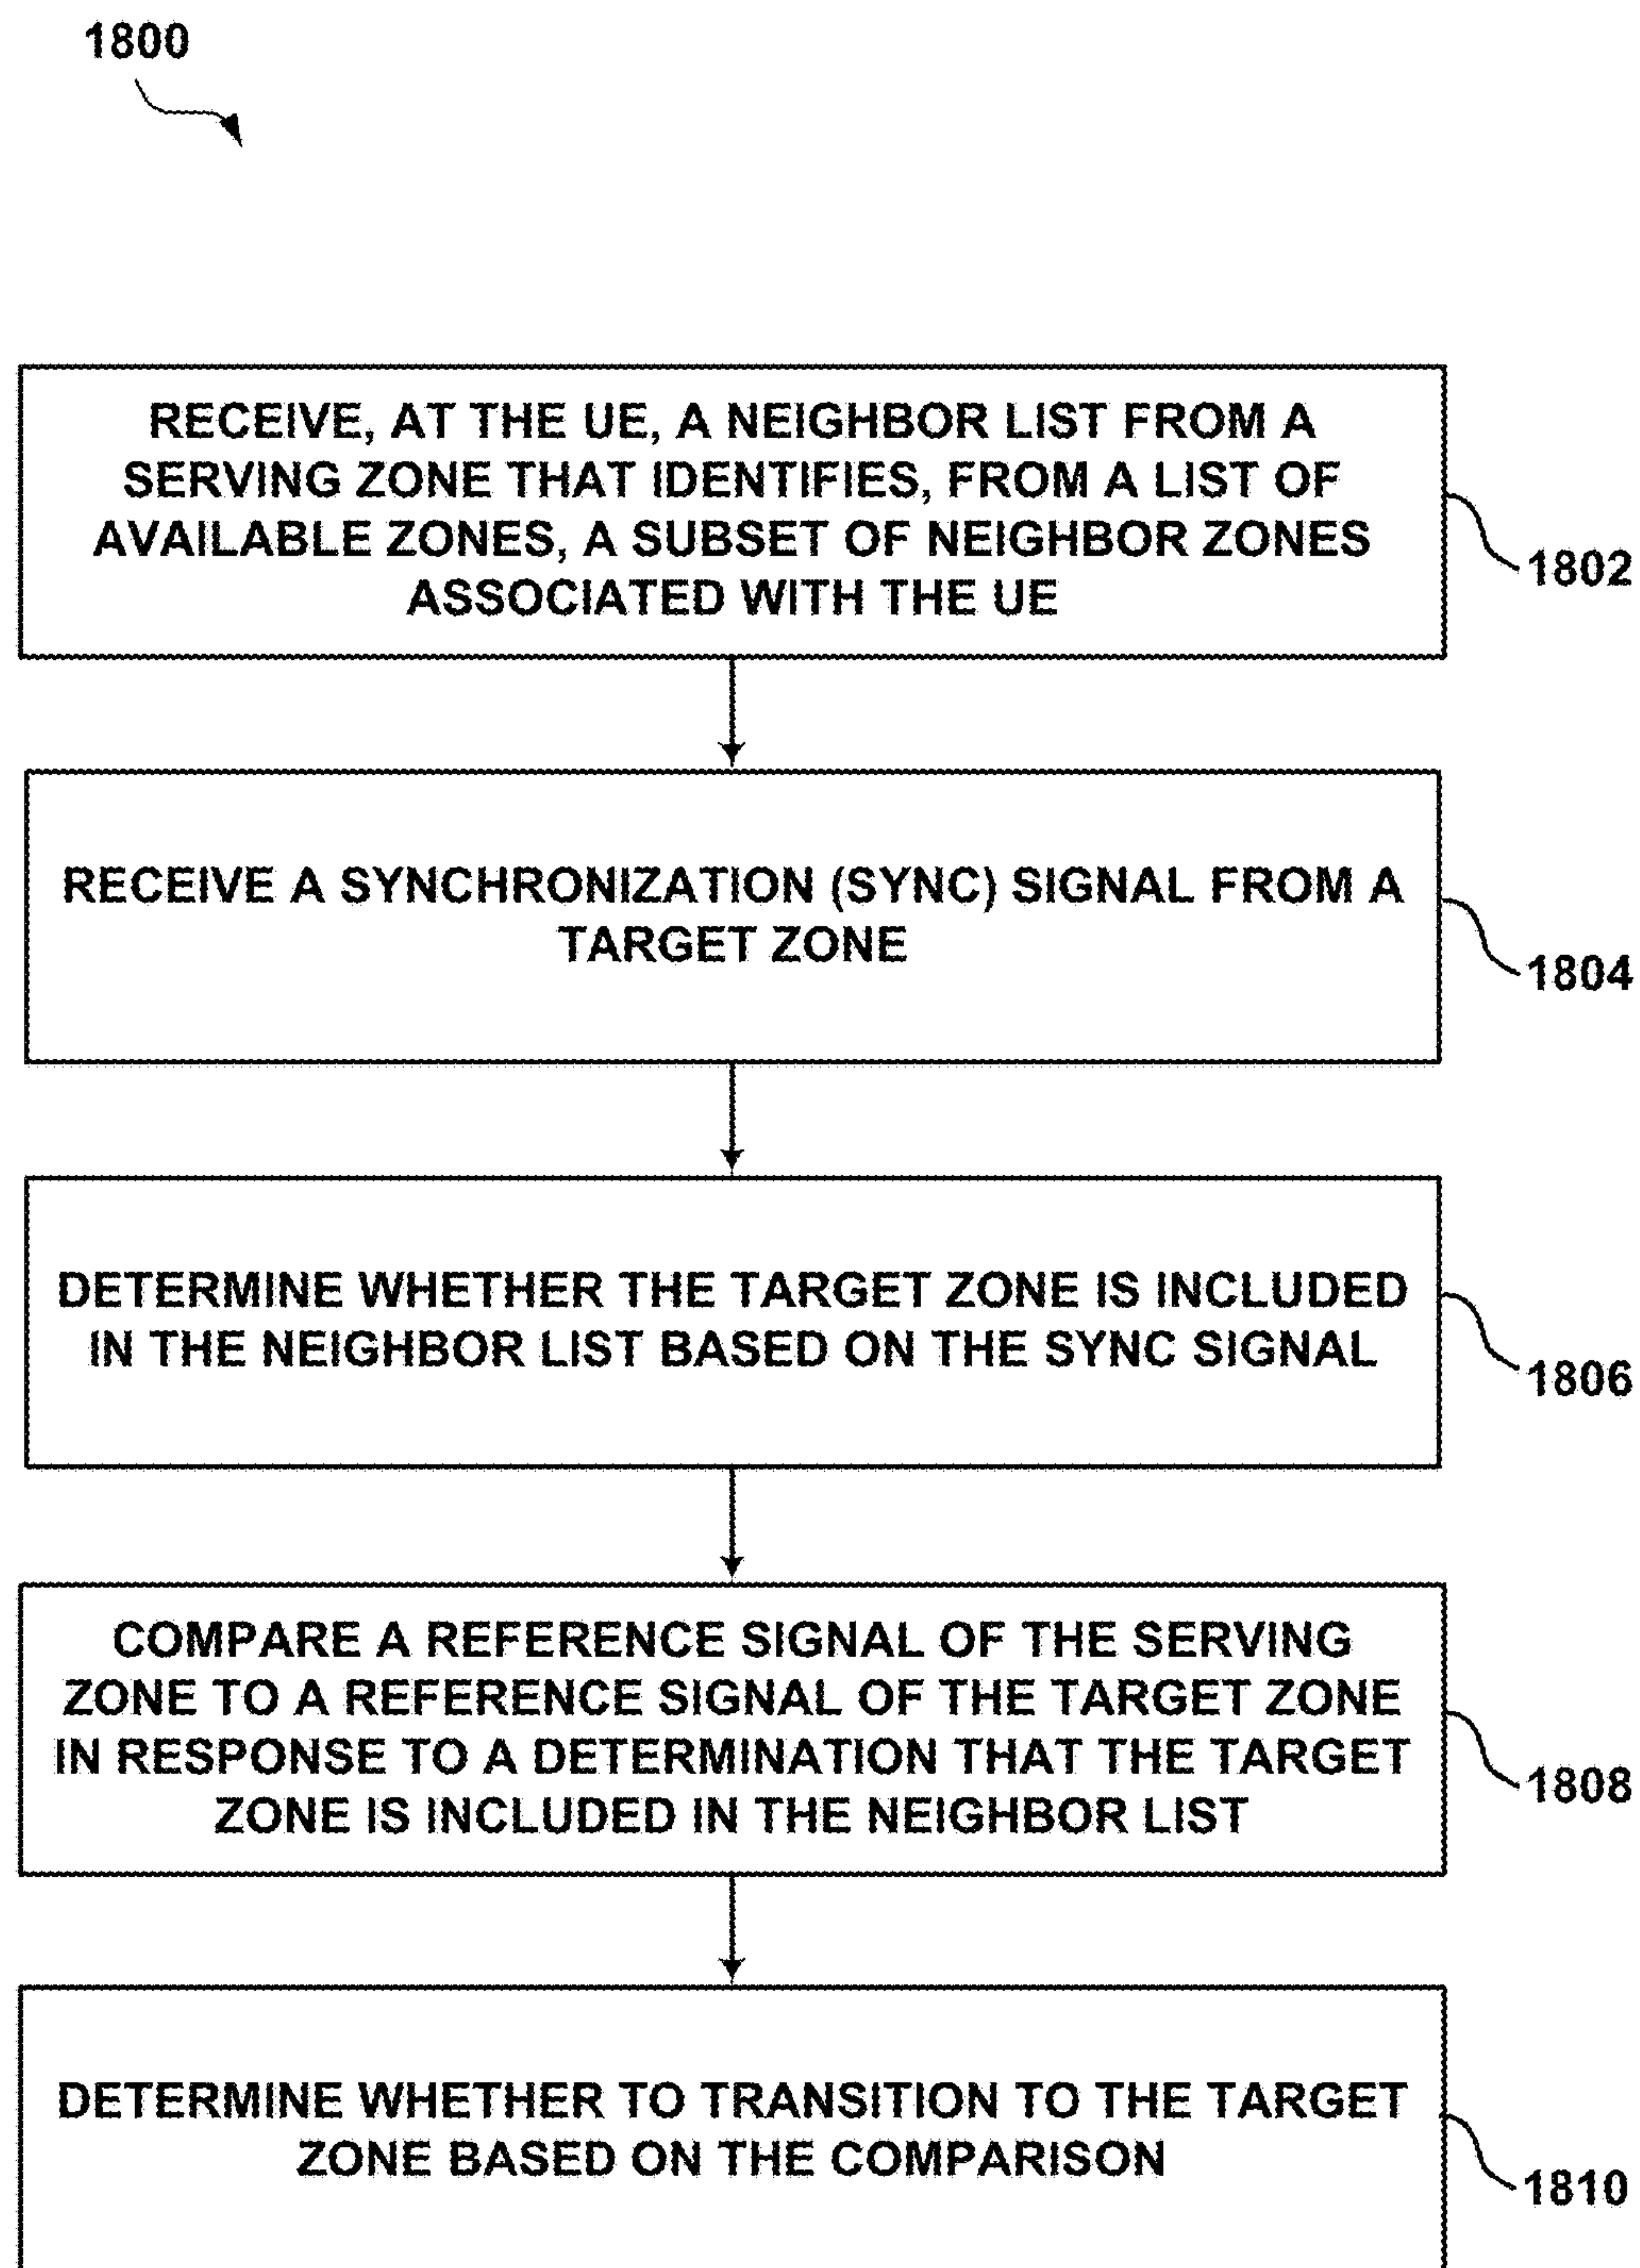 1800
RECEIVE, AT THE UE, A NEIGHBOR LIST FROM A
SERVING ZONE THAT IDENTIFIES, FROM A LIST OF
AVAILABLE ZONES, A SUBSET OF NEIGHBOR ZONES
ASSOCIATED WITH THE UE
1802
RECEIVE A SYNCHRONIZATION (SYNC) SIGNAL FROM A
TARGET ZONE
1804
DETERMINE WHETHER THE TARGET ZONE IS INCLUDED
IN THE NEIGHBOR LIST BASED ON THE SYNC SIGNAL
1806
COMPARE A REFERENCE SIGNAL OF THE SERVING
ZONE TO A REFERENCE SIGNAL OF THE TARGET ZONE
IN RESPONSE TO A DETERMINATION THAT THE TARGET
ZONE IS INCLUDED IN THE NEIGHBOR LIST
1808
DETERMINE WHETHER TO TRANSITION TO THE TARGET
ZONE BASED ON THE COMPARISON
1810